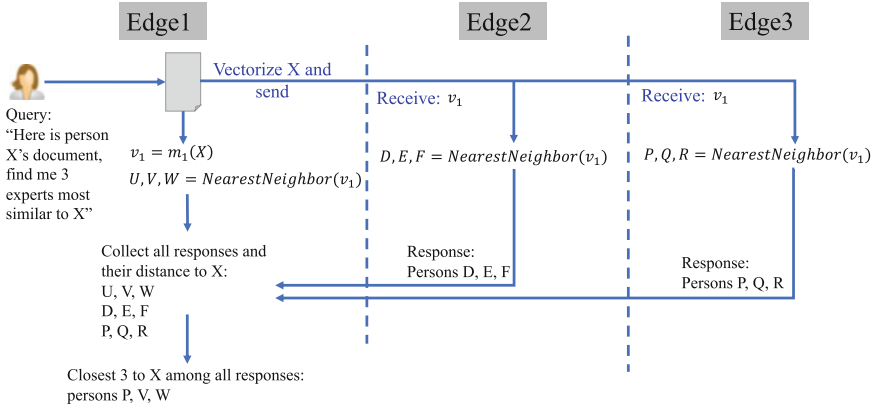 Edge1
Edge2
Edge3
Vectorize X and
send
Receive: v₁
Receive: v₁
Query:
“Here is person
X’s document,
find me 3
experts most
similar to X”
v₁ = m₁(X)
U, V, W = NearestNeighbor(v₁)
D, E, F = NearestNeighbor(v₁)
P, Q, R = NearestNeighbor(v₁)
Collect all responses and
their distance to X:
U, V, W
D, E, F
P, Q, R
Response:
Persons D, E, F
Response:
Persons P, Q, R
Closest 3 to X among all responses:
persons P, V, W